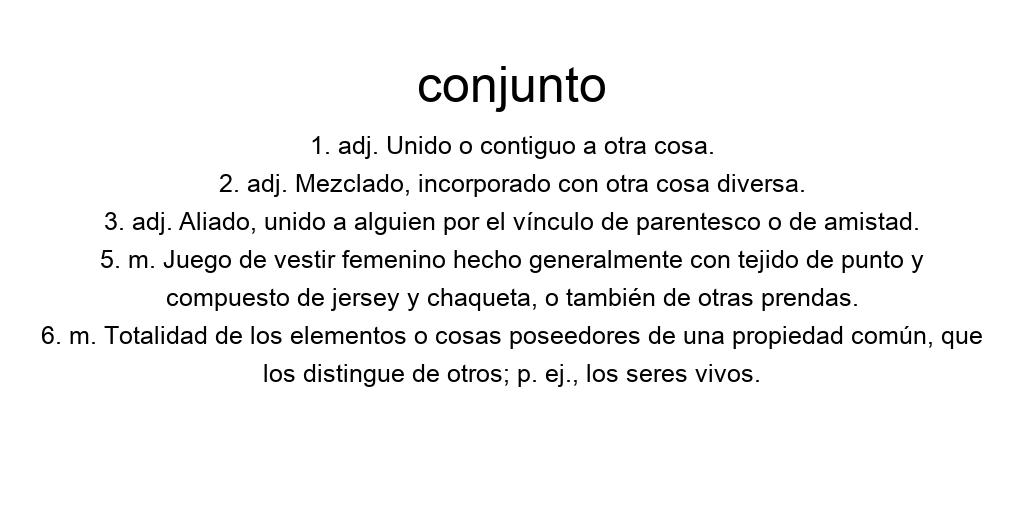 conjunto
1. adj. Unido o contiguo a otra cosa.
2. adj. Mezclado, incorporado con otra cosa diversa.
3. adj. Aliado, unido a alguien por el vínculo de parentesco o de amistad.
5. m. Juego de vestir femenino hecho generalmente con tejido de punto y
compuesto de jersey y chaqueta, o también de otras prendas.
6. m. Totalidad de los elementos o cosas poseedores de una propiedad común, que
los distingue de otros; p. ej., los seres vivos.